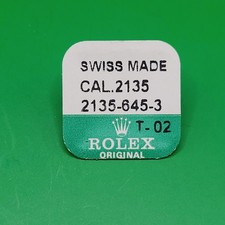 SWISS MADE
CAL.2135
2135-645-3
T-02
ROLEX
ORIGINAL